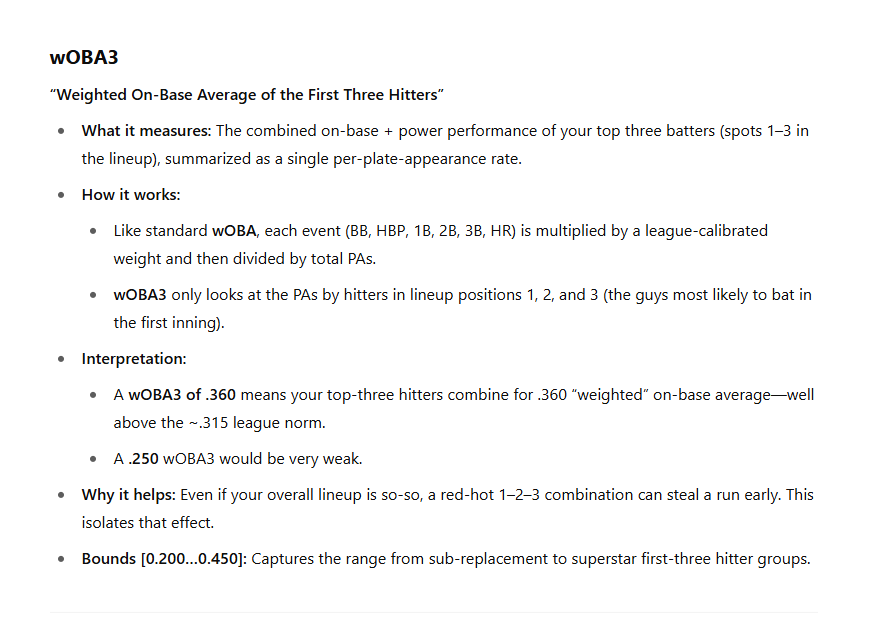 wOBA3
“Weighted On-Base Average of the First Three Hitters”
• What it measures: The combined on-base + power performance of your top three batters (spots 1–3 in
the lineup), summarized as a single per-plate-appearance rate.
• How it works:
• Like standard wOBA, each event (BB, HBP, 1B, 2B, 3B, HR) is multiplied by a league-calibrated
weight and then divided by total PAs.
• wOBA3 only looks at the PAs by hitters in lineup positions 1, 2, and 3 (the guys most likely to bat in
the first inning).
• Interpretation:
• A wOBA3 of .360 means your top-three hitters combine for .360 “weighted” on-base average—well
above the ~.315 league norm.
• A .250 wOBA3 would be very weak.
• Why it helps: Even if your overall lineup is so-so, a red-hot 1–2–3 combination can steal a run early. This
isolates that effect.
• Bounds [0.200…0.450]: Captures the range from sub-replacement to superstar first-three hitter groups.